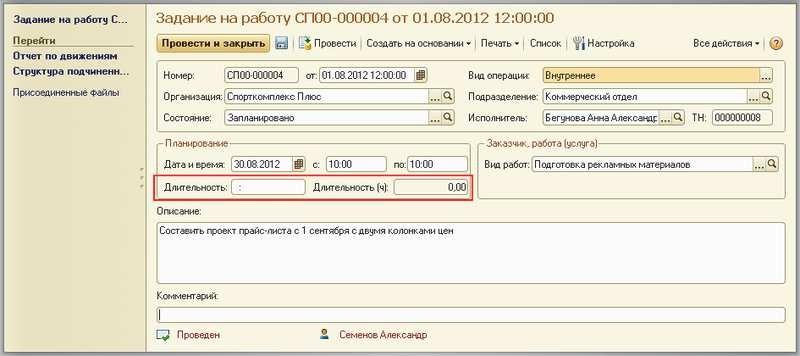 Задание на работу С...
Перейти
Отчет по движениям
Структура подчиненн...
Присоединенные файлы
Задание на работу СП00-000004 от 01.08.2012 12:00:00
Провести и закрыть Провести Создать на основании Печать Список Настройка Все действия
Номер: СП00-000004 от: 01.08.2012 12:00:00 Вид операции: Внутреннее ...
Организация: Спорткомплекс Плюс ... Подразделение: Коммерческий отдел ...
Состояние: Запланировано ... Исполнитель: Бегунова Анна Александр ... ТН: 000000008
Планирование Заказчик, работа (услуга)
Дата и время: 30.08.2012 с: 10:00 по: 10:00 Вид работ: Подготовка рекламных материалов ...
Длительность: : Длительность (ч): 0,00
Описание:
Составить проект прайс-листа с 1 сентября с двумя колонками цен
Комментарий:
Проведен Семенов Александр